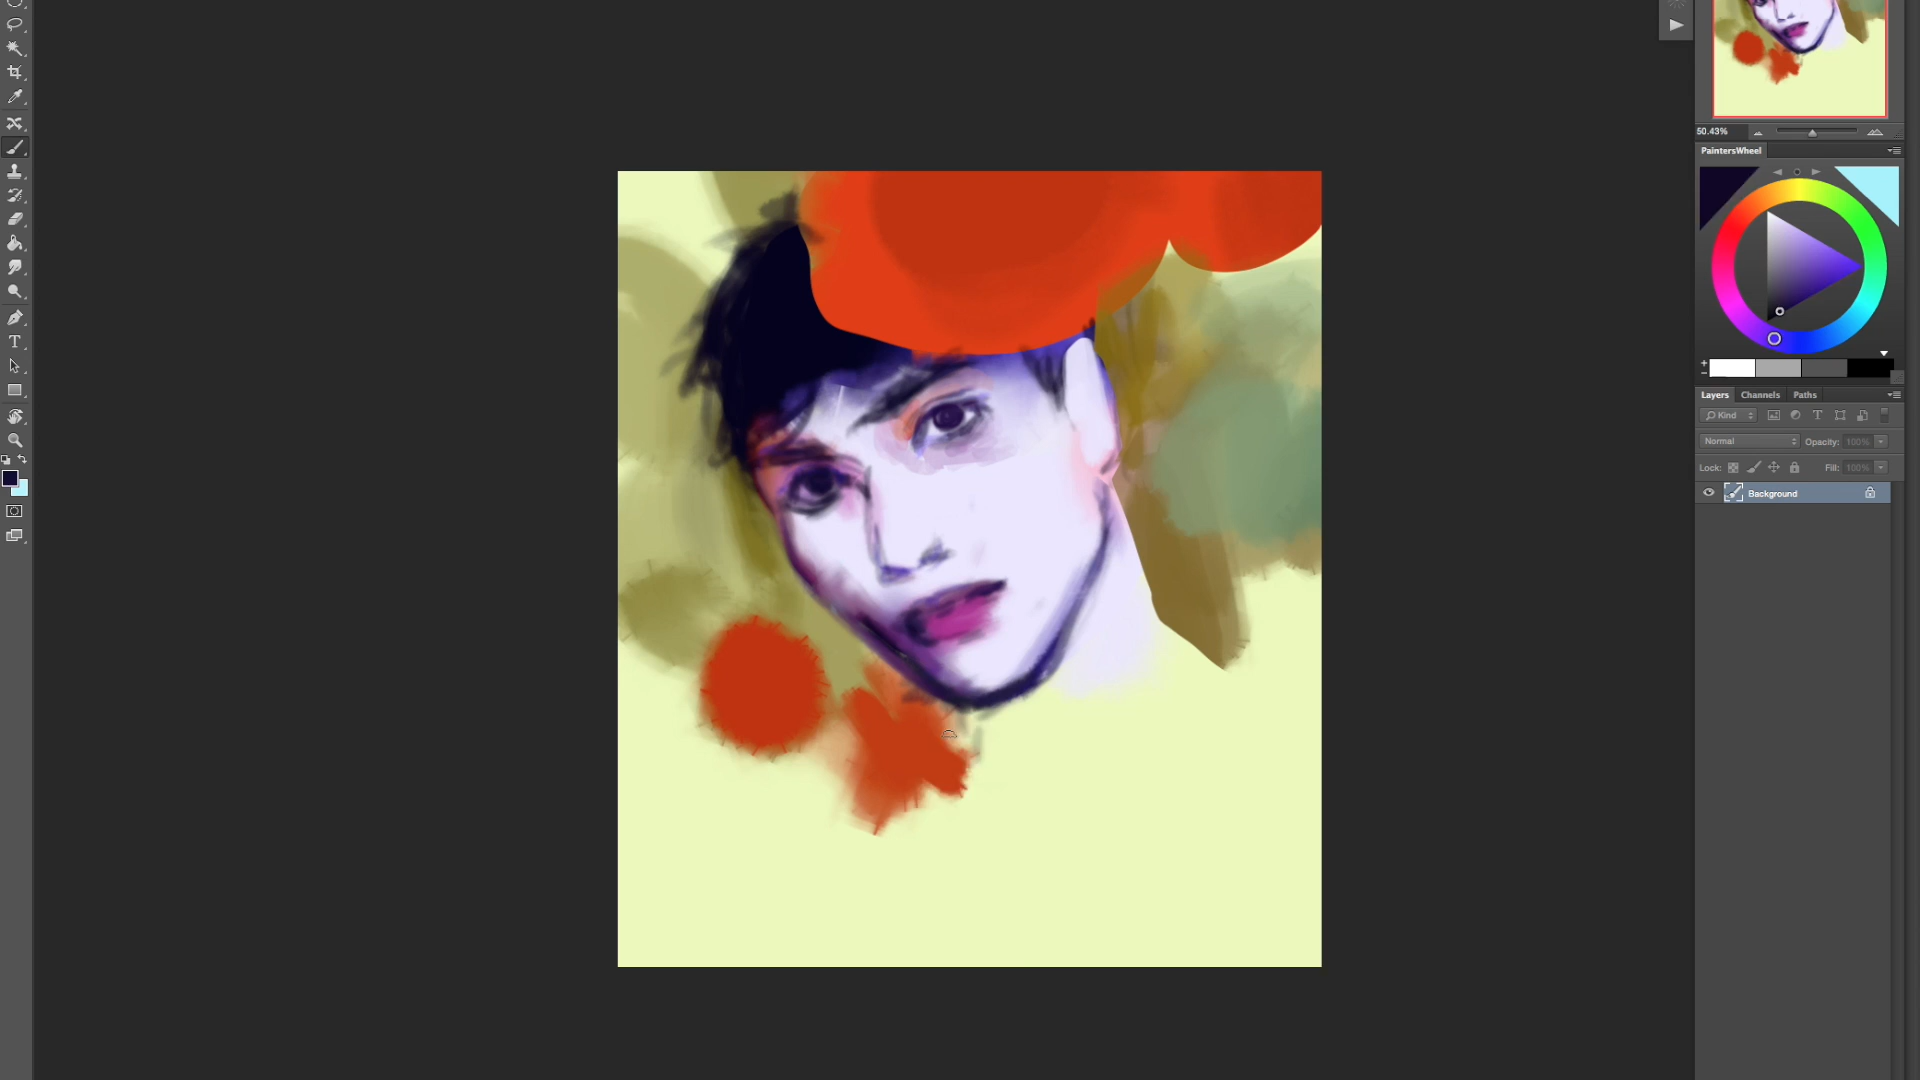 50.43%
PaintersWheel
Layers Channels Paths
Kind
Normal Opacity: 100%
Lock: Fill: 100%
Background